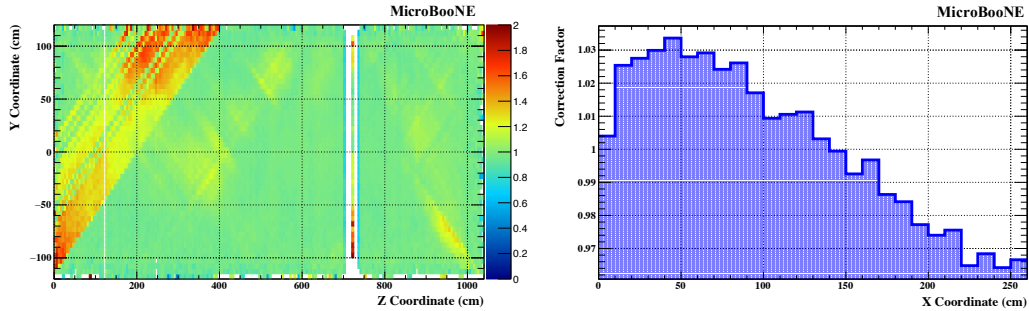 MicroBooNE
Y Coordinate (cm)
100
50
0
−50
−100
0 200 400 600 800 1000
Z Coordinate (cm)
2
1.8
1.6
1.4
1.2
1
0.8
0.6
0.4
0.2
0
MicroBooNE
Correction Factor
1.03
1.02
1.01
1
0.99
0.98
0.97
0 50 100 150 200 250
X Coordinate (cm)